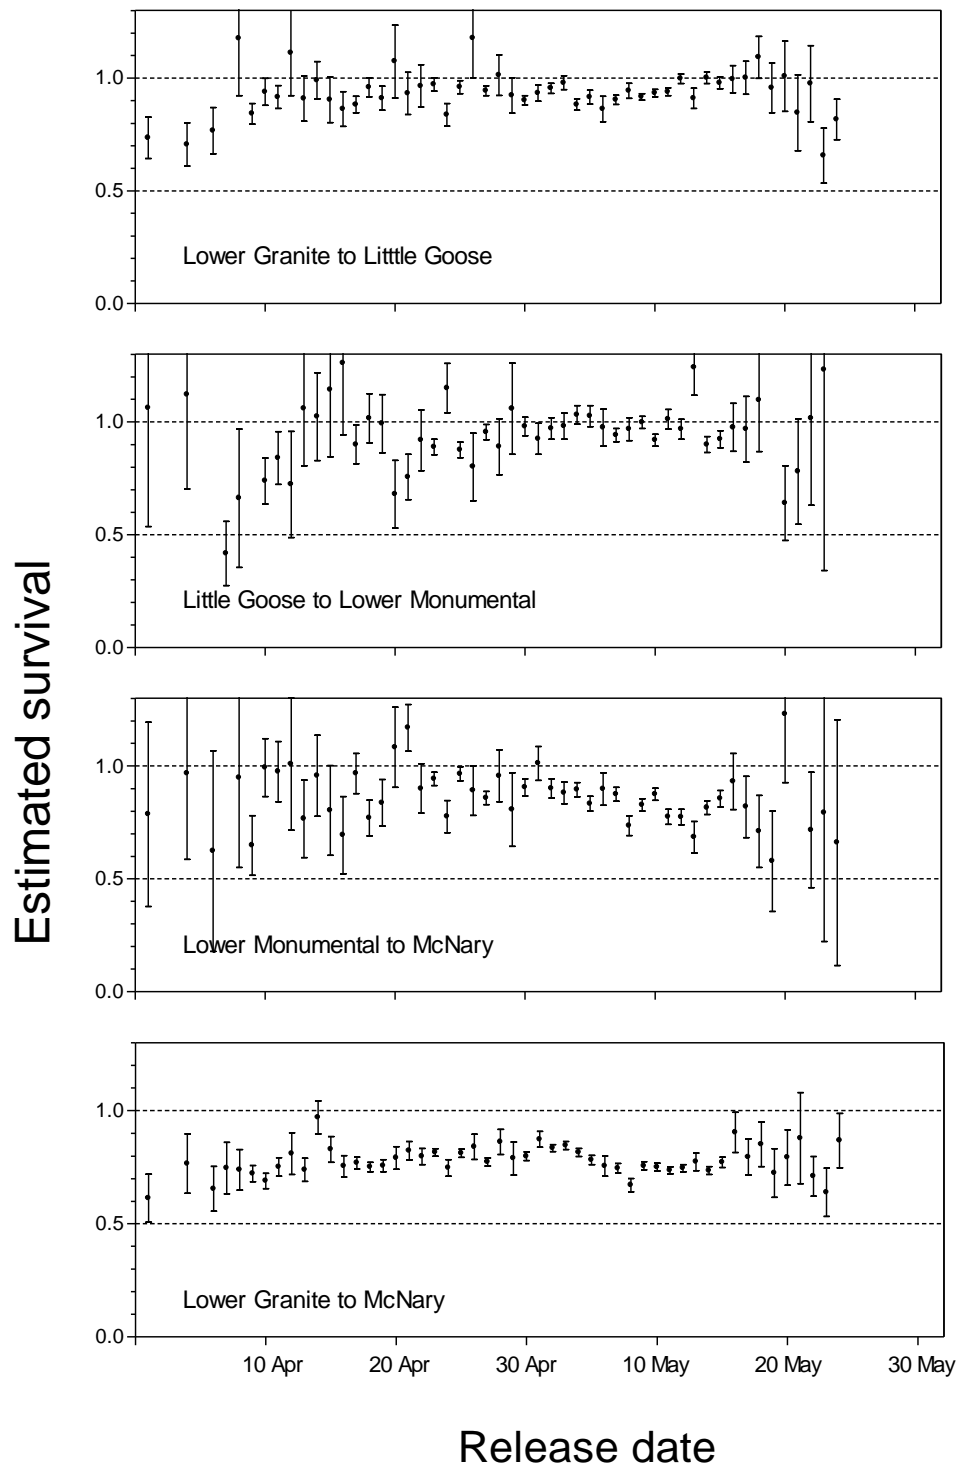 1.0
0.5
Lower Granite to Litttle Goose
0.0
1.0
0.5
Little Goose to Lower Monumental
0.0
Estimated survival
1.0
0.5
Lower Monumental to McNary
0.0
1.0
0.5
Lower Granite to McNary
0.0
10 Apr 20 Apr 30 Apr 10 May 20 May 30 May
Release date